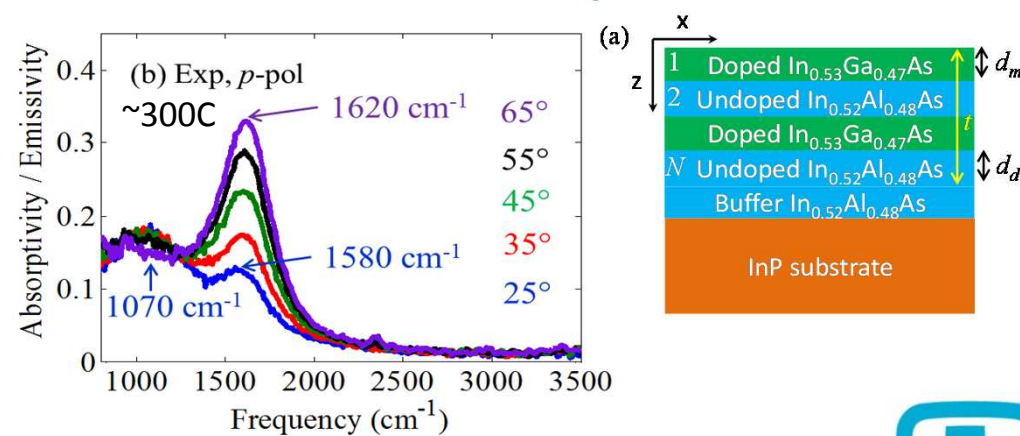 (b) Exp, p-pol
~300C
1620 cm⁻¹
65°
55°
45°
35°
25°
1580 cm⁻¹
1070 cm⁻¹
0.4
0.3
0.2
0.1
0
1000 1500 2000 2500 3000 3500
Frequency (cm⁻¹)
Absorptivity / Emissivity
(a)
x
z
1 Doped In₀.₅₃Ga₀.₄₇As
2 Undoped In₀.₅₂Al₀.₄₈As
Doped In₀.₅₃Ga₀.₄₇As
N Undoped In₀.₅₂Al₀.₄₈As
Buffer In₀.₅₂Al₀.₄₈As
InP substrate
t
dₘ
d_d